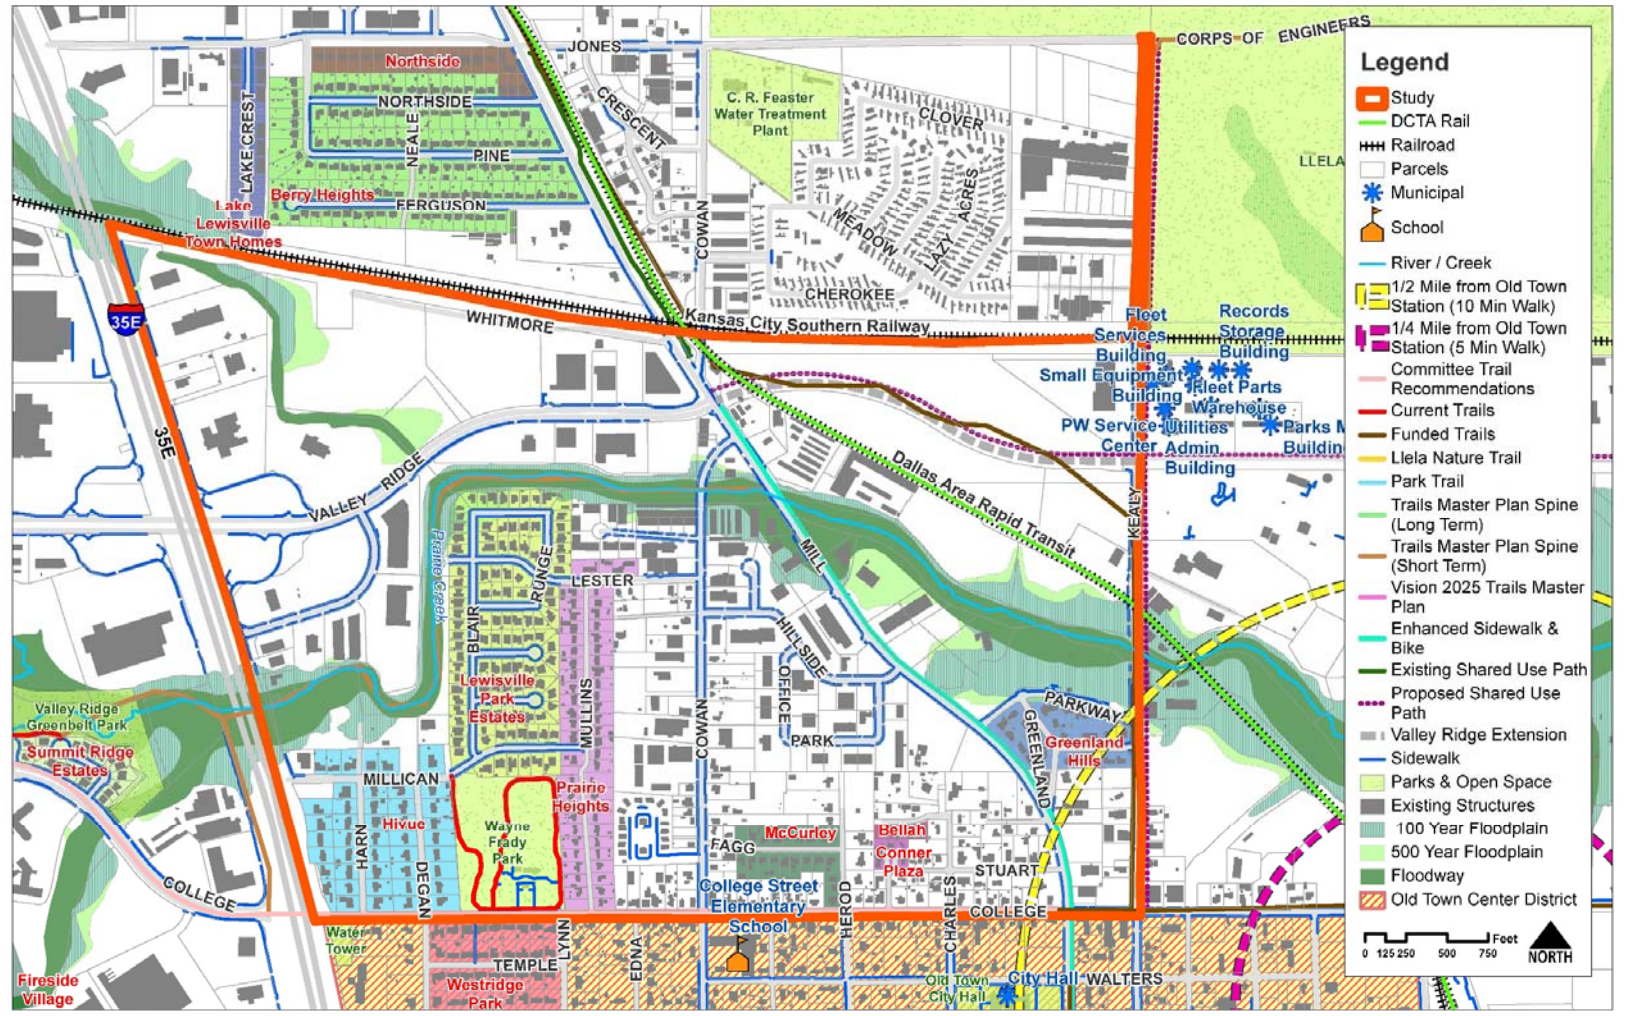 JONES
CORPS OF ENGINEERS
Northside
NORTHSIDE
LAKECREST
NEALE
PINE
CRESCENT
C. R. Feaster
Water Treatment
Plant
CLOVER
LLELA
Berry Heights
FERGUSON
Lake
Lewisville
Town Homes
COWAN
MEADOW
LAZY
ACRES
CHEROKEE
35E
WHITMORE
Kansas City Southern Railway
Fleet
Services
Building
Records
Storage
Building
Small Equipment
Building
Fleet Parts
Warehouse
PW Service
Center
Utilities
Admin
Building
Parks M
Buildin
35E
VALLEY RIDGE
Dallas Area Rapid Transit
KEALY
Prairie Creek
MILL
RUNGE
LESTER
BLAIR
HILLSIDE
OFFICE
Lewisville
Park
Estates
MULLINS
COWAN
PARK
PARKWAY
GREENLAND
Greenland
Hills
Valley Ridge
Greenbelt Park
Summit Ridge
Estates
MILLICAN
Prairie
Heights
Hivue
HARN
DEGAN
Wayne
Frady
Park
McCurley
FAGG
Bellah
Conner
Plaza
STUART
COLLEGE
College Street
Elementary
School
HEROD
CHARLES
COLLEGE
Water
Tower
LYNN
EDNA
TEMPLE
Westridge
Park
Fireside
Village
Old Town
City Hall
City Hall
WALTERS
Legend
Study
DCTA Rail
Railroad
Parcels
Municipal
School
River / Creek
1/2 Mile from Old Town
Station (10 Min Walk)
1/4 Mile from Old Town
Station (5 Min Walk)
Committee Trail
Recommendations
Current Trails
Funded Trails
Llela Nature Trail
Park Trail
Trails Master Plan Spine
(Long Term)
Trails Master Plan Spine
(Short Term)
Vision 2025 Trails Master
Plan
Enhanced Sidewalk &
Bike
Existing Shared Use Path
Proposed Shared Use
Path
Valley Ridge Extension
Sidewalk
Parks & Open Space
Existing Structures
100 Year Floodplain
500 Year Floodplain
Floodway
Old Town Center District
Feet
0 125 250 500 750
NORTH